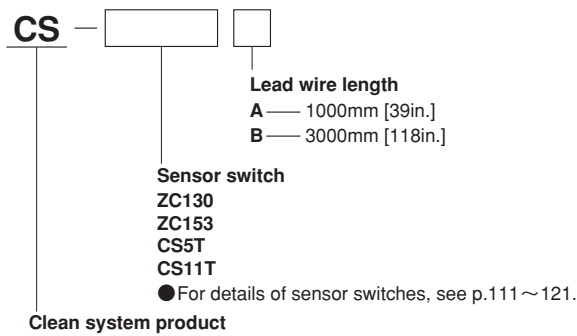 CS —
Lead wire length
A — 1000mm [39in.]
B — 3000mm [118in.]
Sensor switch
ZC130
ZC153
CS5T
CS11T
●For details of sensor switches, see p.111～121.
Clean system product